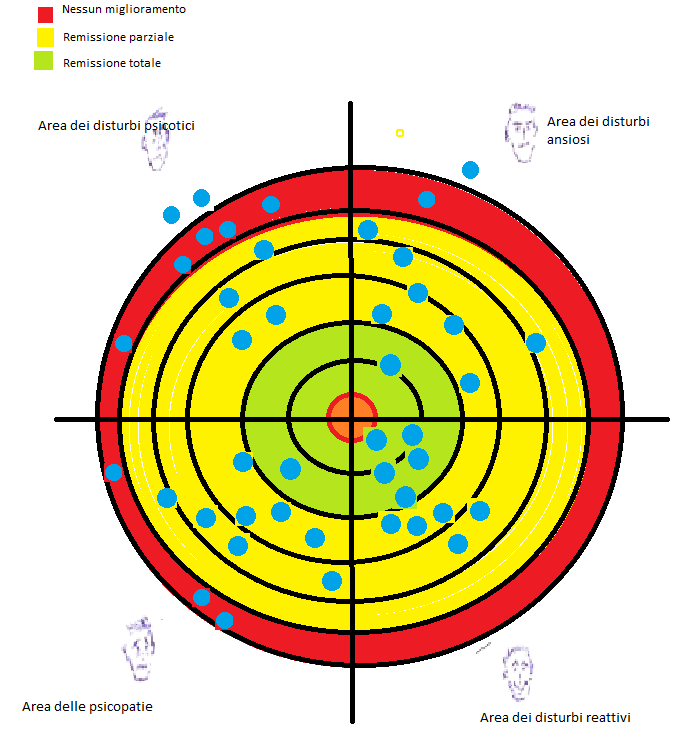 Nessun miglioramento
Remissione parziale
Remissione totale
Area dei disturbi psicotici
Area dei disturbi
ansiosi
Area delle psicopatie
Area dei disturbi reattivi